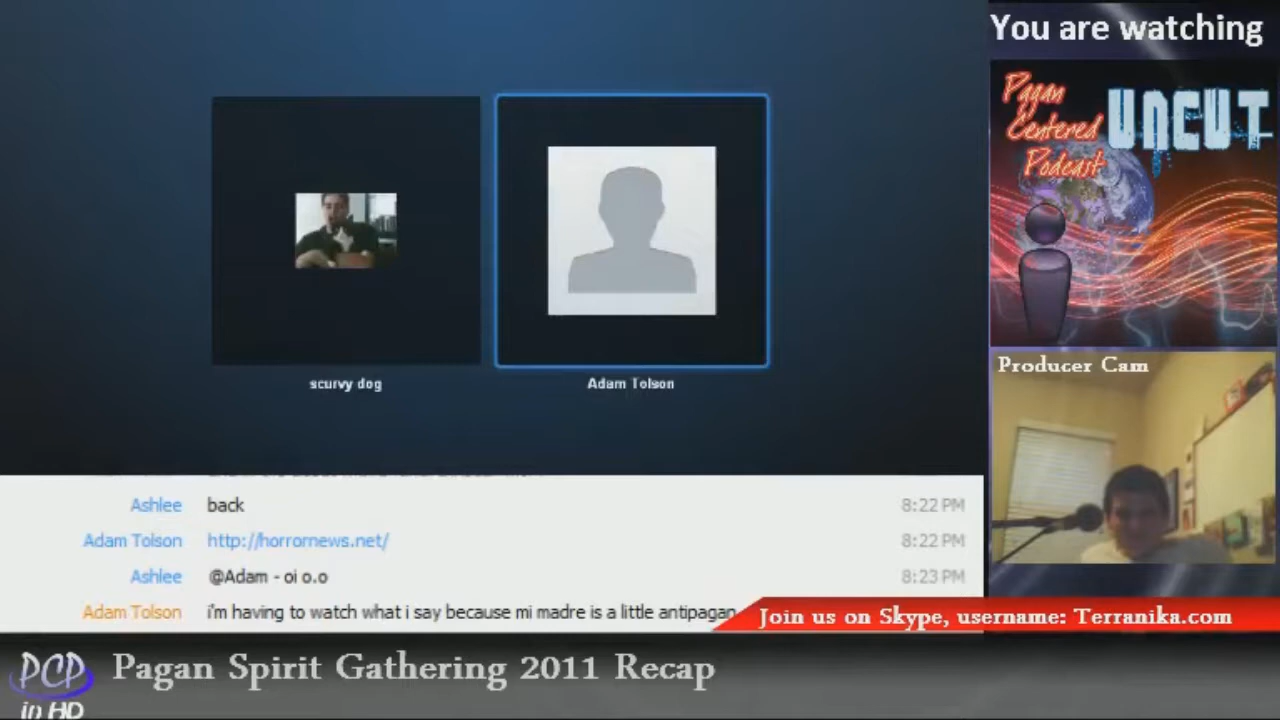 You are watching
Pagan
Centered
Podcast
UNCUT
scurvy dog
Adam Tolson
Producer Cam
Ashlee back 8:22 PM
Adam Tolson http://horrornews.net/ 8:22 PM
Ashlee @Adam - oi o.o 8:23 PM
Adam Tolson i'm having to watch what i say because mi madre is a little antipagan
Join us on Skype, username: Terranika.com
PCP
in HD
Pagan Spirit Gathering 2011 Recap